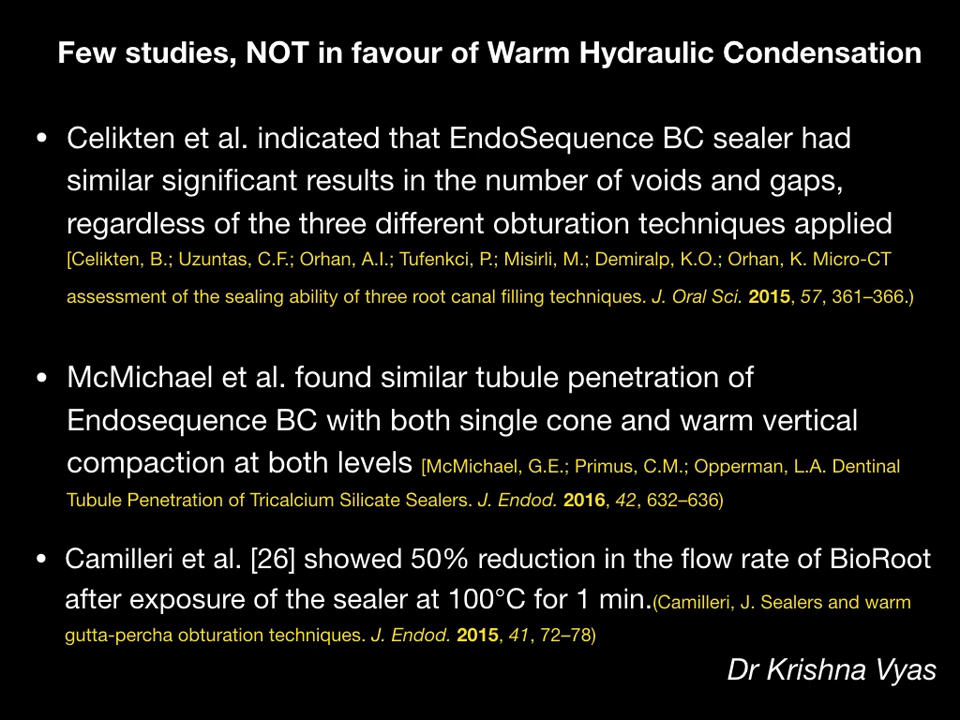 Few studies, NOT in favour of Warm Hydraulic Condensation
• Celikten et al. indicated that EndoSequence BC sealer had
similar significant results in the number of voids and gaps,
regardless of the three different obturation techniques applied
[Celikten, B.; Uzuntas, C.F.; Orhan, A.I.; Tufenkci, P.; Misirli, M.; Demiralp, K.O.; Orhan, K. Micro-CT
assessment of the sealing ability of three root canal filling techniques. J. Oral Sci. 2015, 57, 361–366.)
• McMichael et al. found similar tubule penetration of
Endosequence BC with both single cone and warm vertical
compaction at both levels [McMichael, G.E.; Primus, C.M.; Opperman, L.A. Dentinal
Tubule Penetration of Tricalcium Silicate Sealers. J. Endod. 2016, 42, 632–636)
• Camilleri et al. [26] showed 50% reduction in the flow rate of BioRoot
after exposure of the sealer at 100°C for 1 min.(Camilleri, J. Sealers and warm
gutta-percha obturation techniques. J. Endod. 2015, 41, 72–78)
Dr Krishna Vyas